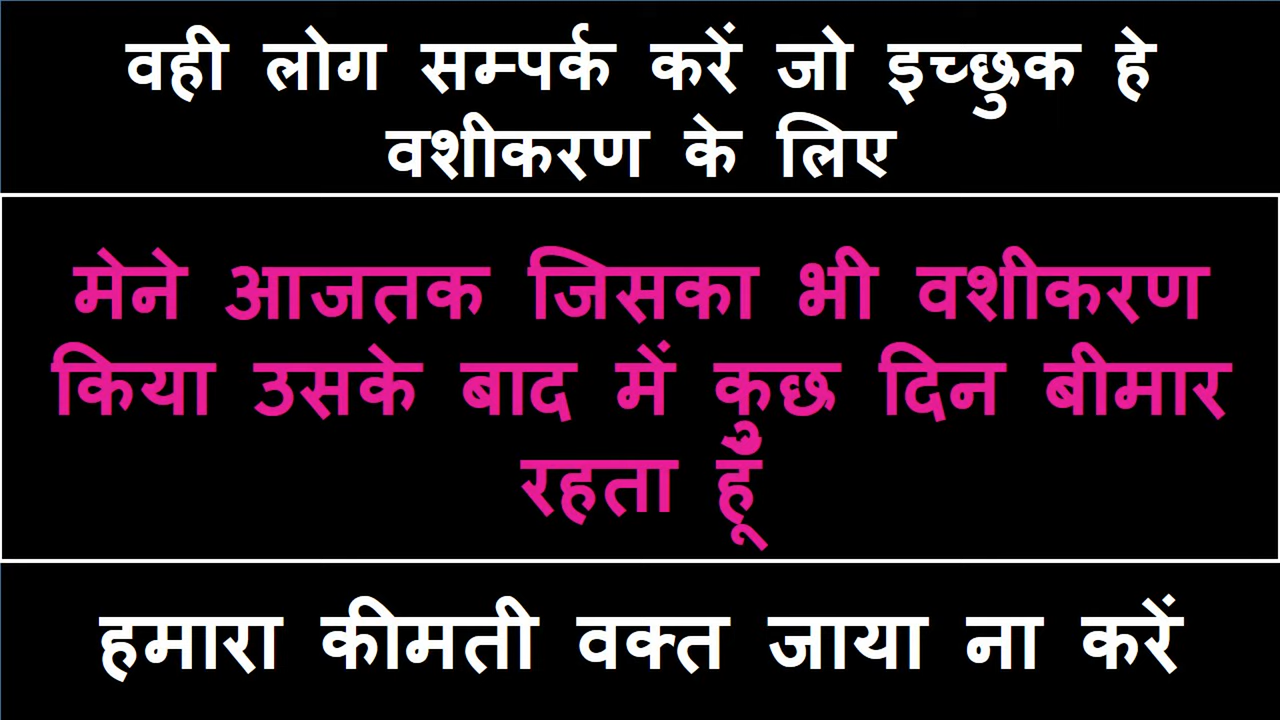 वही लोग सम्पर्क करें जो इच्छुक हे
वशीकरण के लिए
मेने आजतक जिसका भी वशीकरण
किया उसके बाद में कुछ दिन बीमार
रहता हूँ
हमारा कीमती वक्त जाया ना करें